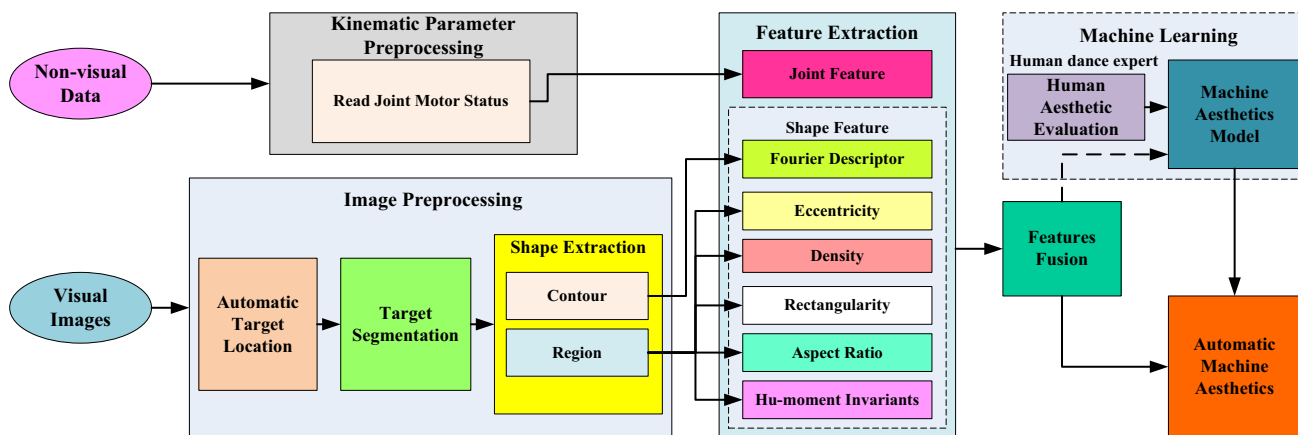 Non-visual
Data
Kinematic Parameter
Preprocessing
Read Joint Motor Status
Visual
Images
Image Preprocessing
Automatic
Target
Location
Target
Segmentation
Shape Extraction
Contour
Region
Feature Extraction
Joint Feature
Shape Feature
Fourier Descriptor
Eccentricity
Density
Rectangularity
Aspect Ratio
Hu-moment Invariants
Features
Fusion
Machine Learning
Human dance expert
Human
Aesthetic
Evaluation
Machine
Aesthetics
Model
Automatic
Machine
Aesthetics